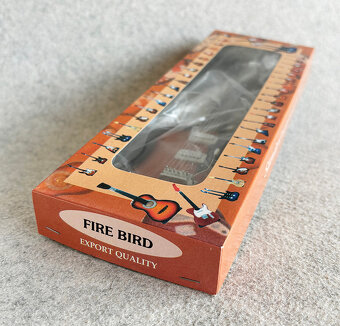 FIRE BIRD
EXPORT QUALITY